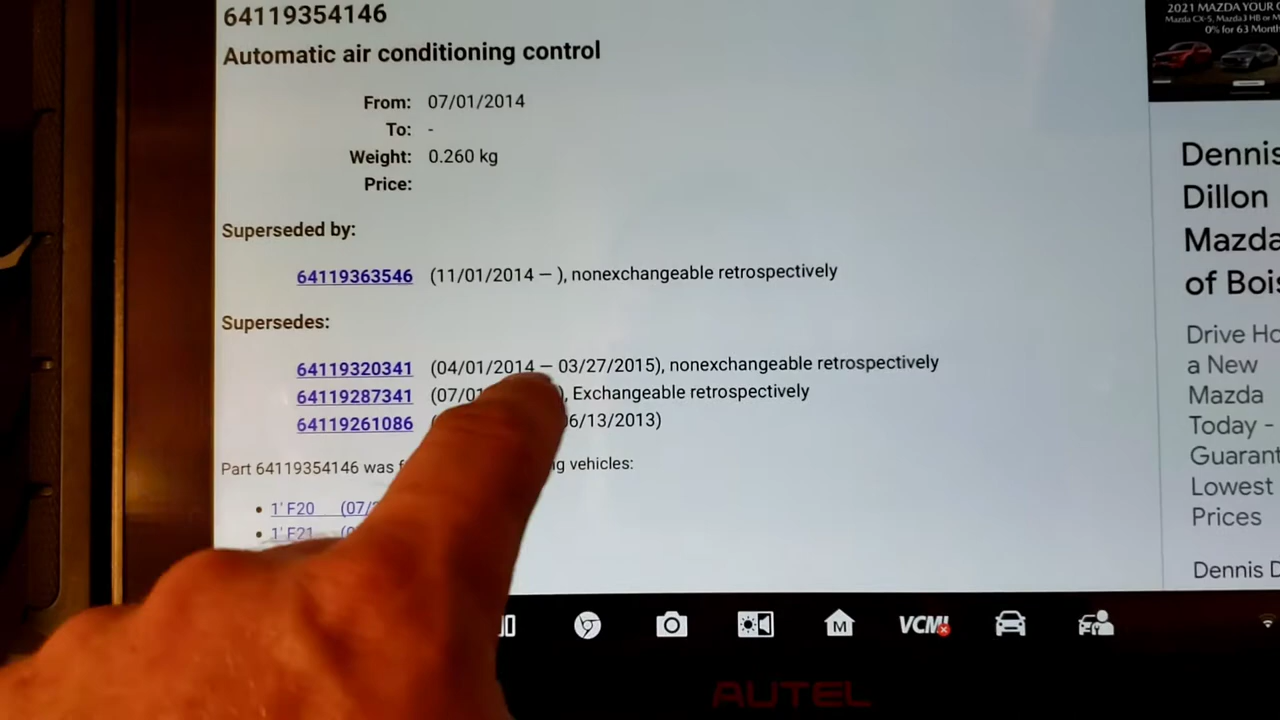 64119354146
Automatic air conditioning control
From: 07/01/2014
To: -
Weight: 0.260 kg
Price:
Superseded by:
64119363546 (11/01/2014 – ), nonexchangeable retrospectively
Supersedes:
64119320341 (04/01/2014 – 03/27/2015), nonexchangeable retrospectively
64119287341 (07/01 ), Exchangeable retrospectively
64119261086 ( 6/13/2013)
Part 64119354146 was f ng vehicles:
• 1' F20 (07/
• 1' F21 (0
2021 MAZDA YOUR
Mazda CX-5, Mazda3 HB or
0% for 63 Month
Dennis
Dillon
Mazda
of Bois
Drive Ho
a New
Mazda
Today -
Guarant
Lowest
Prices
Dennis D
M
VCMI
AUTEL